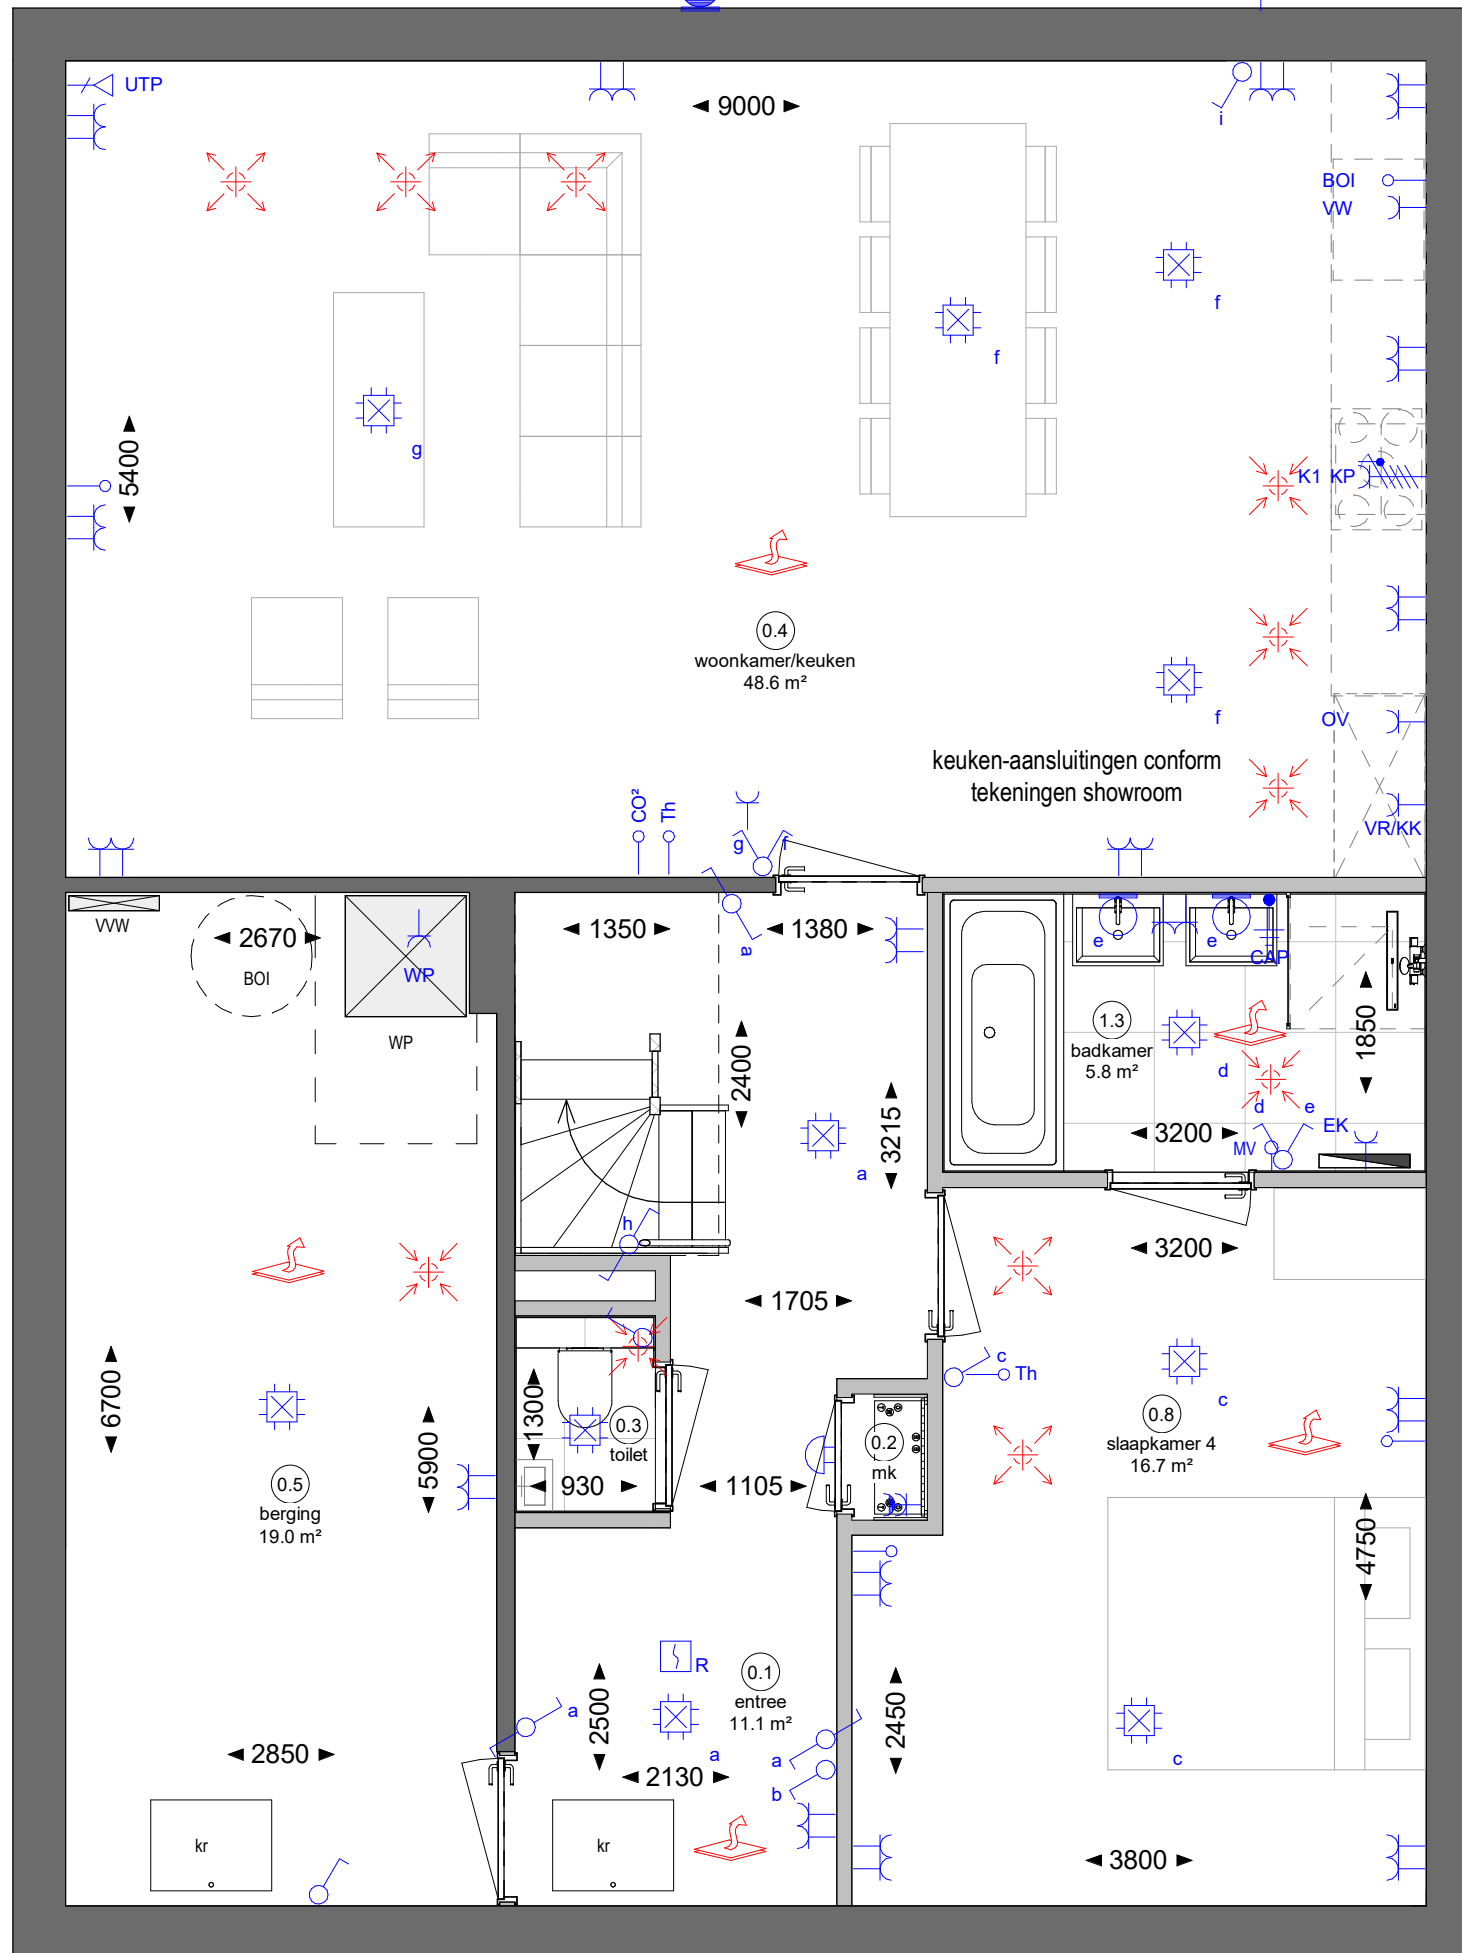 UTP
9000
i
BOI
VW
f
f
g
5400
K1 KP
0.4
woonkamer/keuken
48.6 m²
f
OV
keuken-aansluitingen conform
tekeningen showroom
CO²
Th
g
f
VR/KK
VVW
2670
BOI
WP
WP
1350
1380
a
e
e
CAP
1.3
badkamer
5.8 m²
1850
d
2400
3215
a
d
e
EK
3200
MV
h
3200
1705
c
Th
c
6700
1300
0.3
toilet
0.2
mk
0.8
slaapkamer 4
16.7 m²
5900
0.5
berging
19.0 m²
930
1105
4750
R
0.1
entree
11.1 m²
a
2500
2450
a
a
b
c
2850
2130
kr
kr
3800